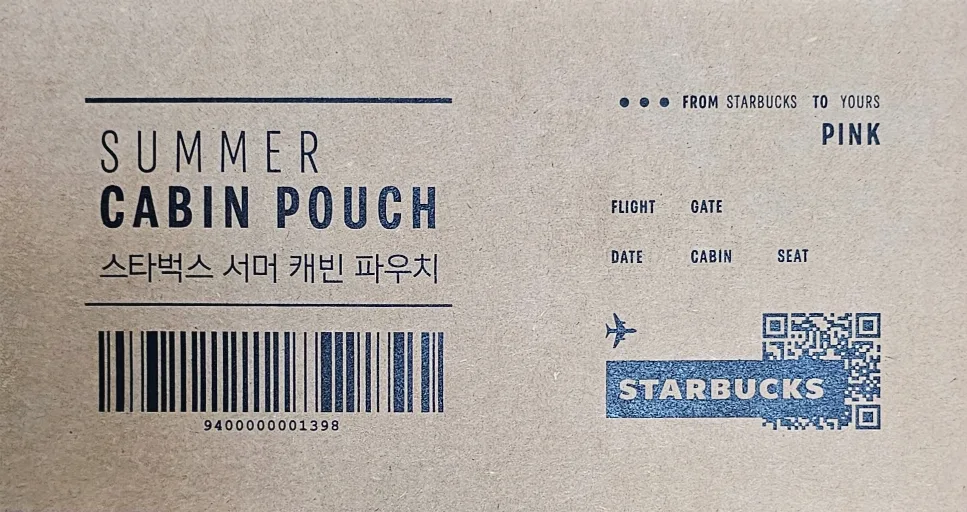 SUMMER
CABIN POUCH
스타벅스 서머 캐빈 파우치
9400000001398
FROM STARBUCKS TO YOURS
PINK
FLIGHT GATE
DATE CABIN SEAT
STARBUCKS